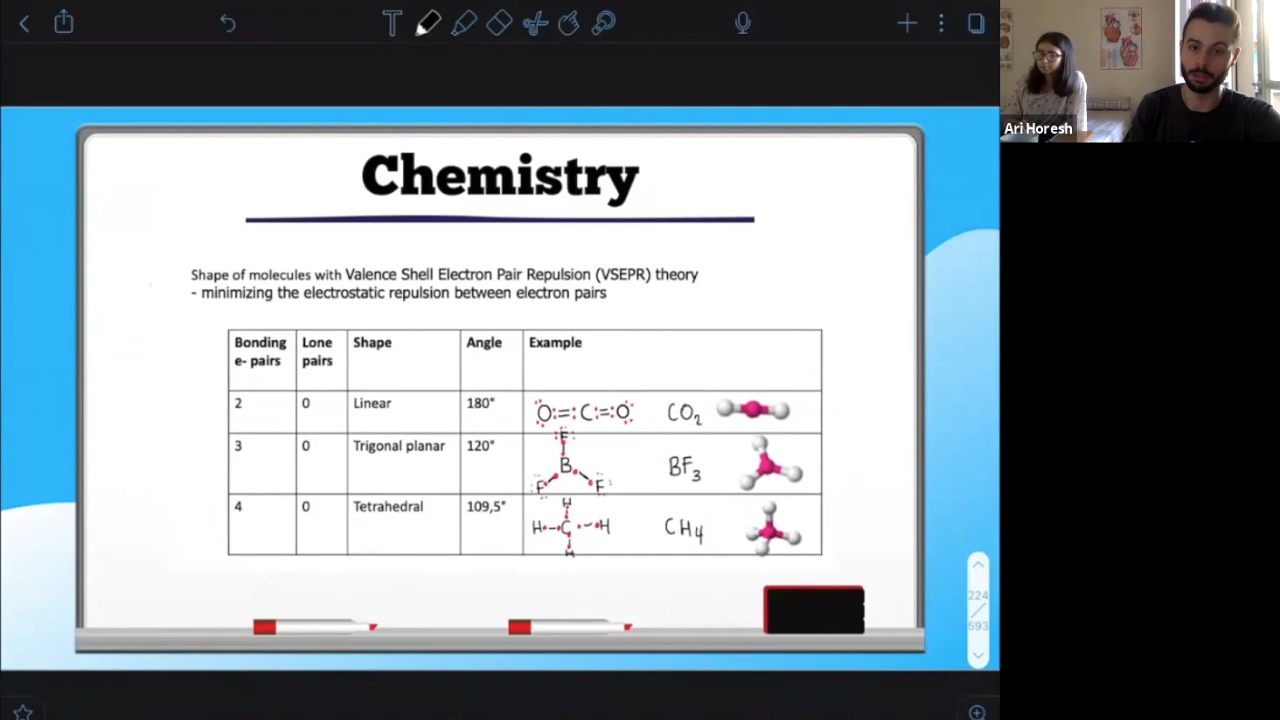 Ari Horesh
Chemistry
Shape of molecules with Valence Shell Electron Pair Repulsion (VSEPR) theory
- minimizing the electrostatic repulsion between electron pairs
Bonding e- pairs Lone pairs Shape Angle Example
2 0 Linear 180° O=C=O CO2
3 0 Trigonal planar 120° F B F F BF3
4 0 Tetrahedral 109,5° H H-C-H H CH4
224
593